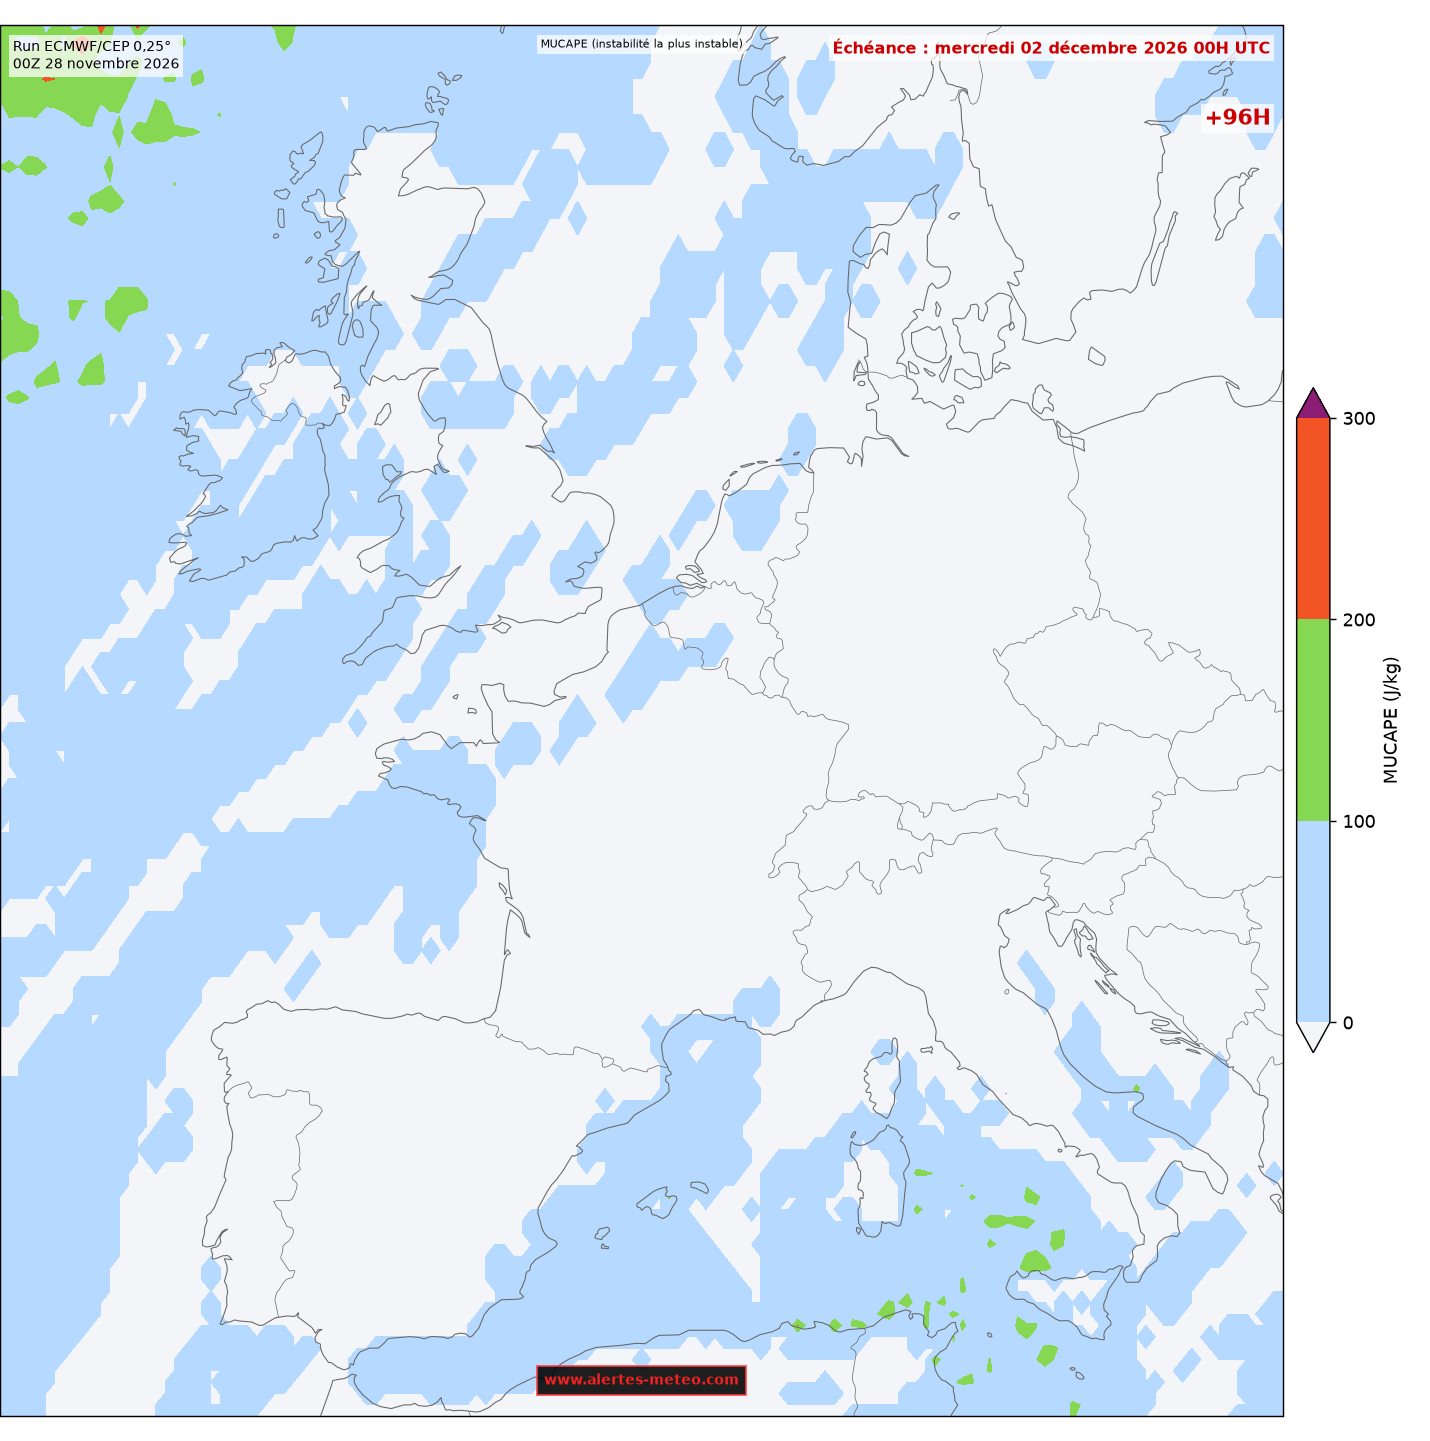 Run ECMWF/CEP 0,25°
00Z 28 novembre 2026
MUCAPE (instabilité la plus instable)
Échéance : mercredi 02 décembre 2026 00H UTC
+96H
300
200
100
0
MUCAPE (J/kg)
www.alertes-meteo.com